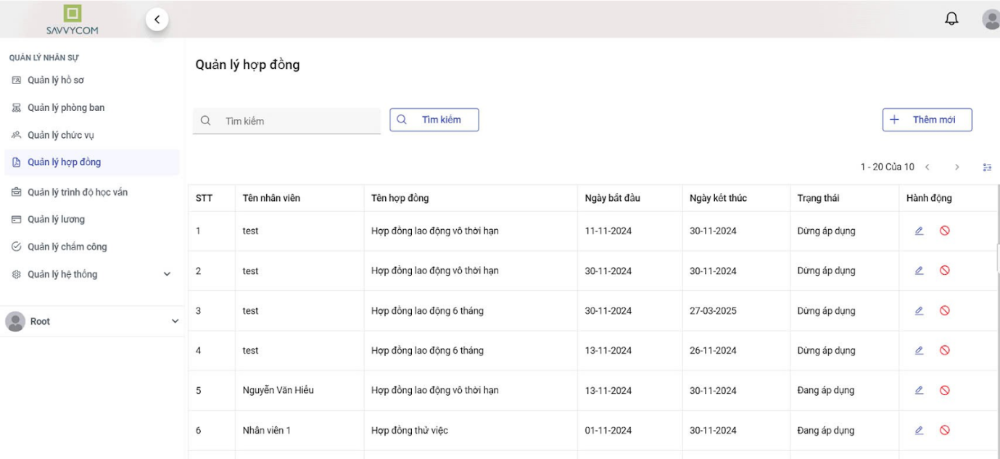 SAVVYCOM
QUẢN LÝ NHÂN SỰ
Quản lý hồ sơ
Quản lý phòng ban
Quản lý chức vụ
Quản lý hợp đồng
Quản lý trình độ học vấn
Quản lý lương
Quản lý chấm công
Quản lý hệ thống
Root
Quản lý hợp đồng
Tìm kiếm Tìm kiếm Thêm mới
1 - 20 Của 10
STT Tên nhân viên Tên hợp đồng Ngày bắt đầu Ngày kết thúc Trạng thái Hành động
1 test Hợp đồng lao động vô thời hạn 11-11-2024 30-11-2024 Dừng áp dụng
2 test Hợp đồng lao động vô thời hạn 30-11-2024 30-11-2024 Dừng áp dụng
3 test Hợp đồng lao động 6 tháng 30-11-2024 27-03-2025 Dừng áp dụng
4 test Hợp đồng lao động 6 tháng 13-11-2024 26-11-2024 Dừng áp dụng
5 Nguyễn Văn Hiếu Hợp đồng lao động vô thời hạn 13-11-2024 30-11-2024 Đang áp dụng
6 Nhân viên 1 Hợp đồng thử việc 01-11-2024 30-11-2024 Đang áp dụng